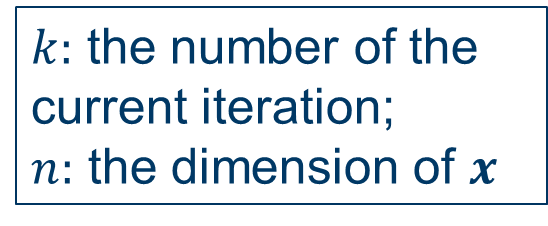 k: the number of the
current iteration;
n: the dimension of x